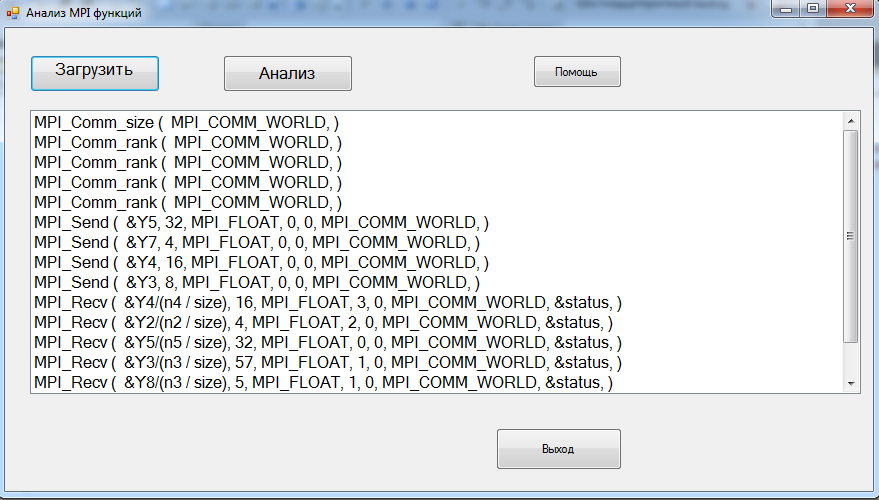 Анализ MPI функций
Загрузить
Анализ
Помощь
MPI_Comm_size (  MPI_COMM_WORLD, )
MPI_Comm_rank (  MPI_COMM_WORLD, )
MPI_Comm_rank (  MPI_COMM_WORLD, )
MPI_Comm_rank (  MPI_COMM_WORLD, )
MPI_Comm_rank (  MPI_COMM_WORLD, )
MPI_Send (  &Y5, 32, MPI_FLOAT, 0, 0, MPI_COMM_WORLD, )
MPI_Send (  &Y7, 4, MPI_FLOAT, 0, 0, MPI_COMM_WORLD, )
MPI_Send (  &Y4, 16, MPI_FLOAT, 0, 0, MPI_COMM_WORLD, )
MPI_Send (  &Y3, 8, MPI_FLOAT, 0, 0, MPI_COMM_WORLD, )
MPI_Recv (  &Y4/(n4 / size), 16, MPI_FLOAT, 3, 0, MPI_COMM_WORLD, &status, )
MPI_Recv (  &Y2/(n2 / size), 4, MPI_FLOAT, 2, 0, MPI_COMM_WORLD, &status, )
MPI_Recv (  &Y5/(n5 / size), 32, MPI_FLOAT, 0, 0, MPI_COMM_WORLD, &status, )
MPI_Recv (  &Y3/(n3 / size), 57, MPI_FLOAT, 1, 0, MPI_COMM_WORLD, &status, )
MPI_Recv (  &Y8/(n3 / size), 5, MPI_FLOAT, 1, 0, MPI_COMM_WORLD, &status, )
Выход